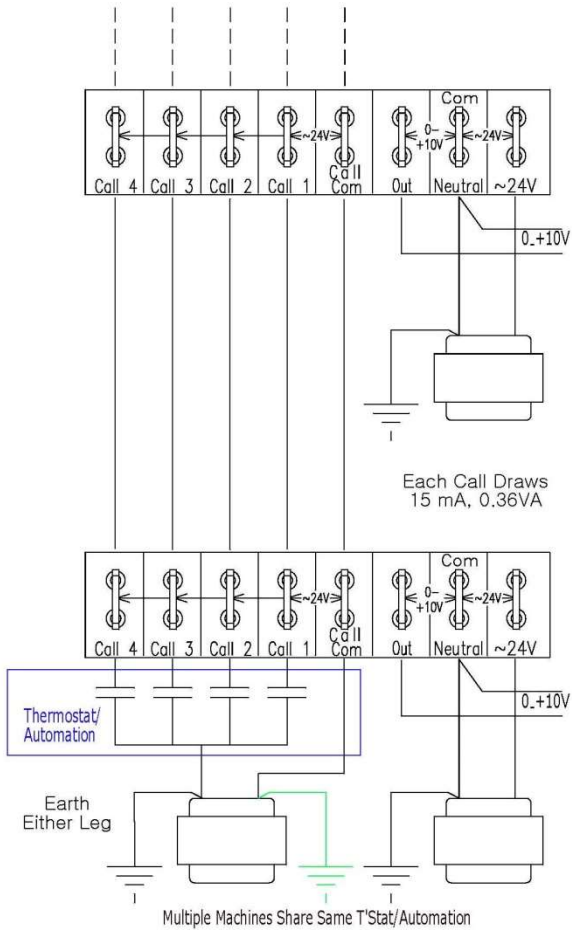 Com
~24V 0- +10V ~24V
Call 4 Call 3 Call 2 Call 1 Call Com Out Neutral ~24V
0-+10V
Each Call Draws
15 mA, 0.36VA
Com
~24V 0- +10V ~24V
Call 4 Call 3 Call 2 Call 1 Call Com Out Neutral ~24V
0-+10V
Thermostat/
Automation
Earth
Either Leg
Multiple Machines Share Same T'Stat/Automation